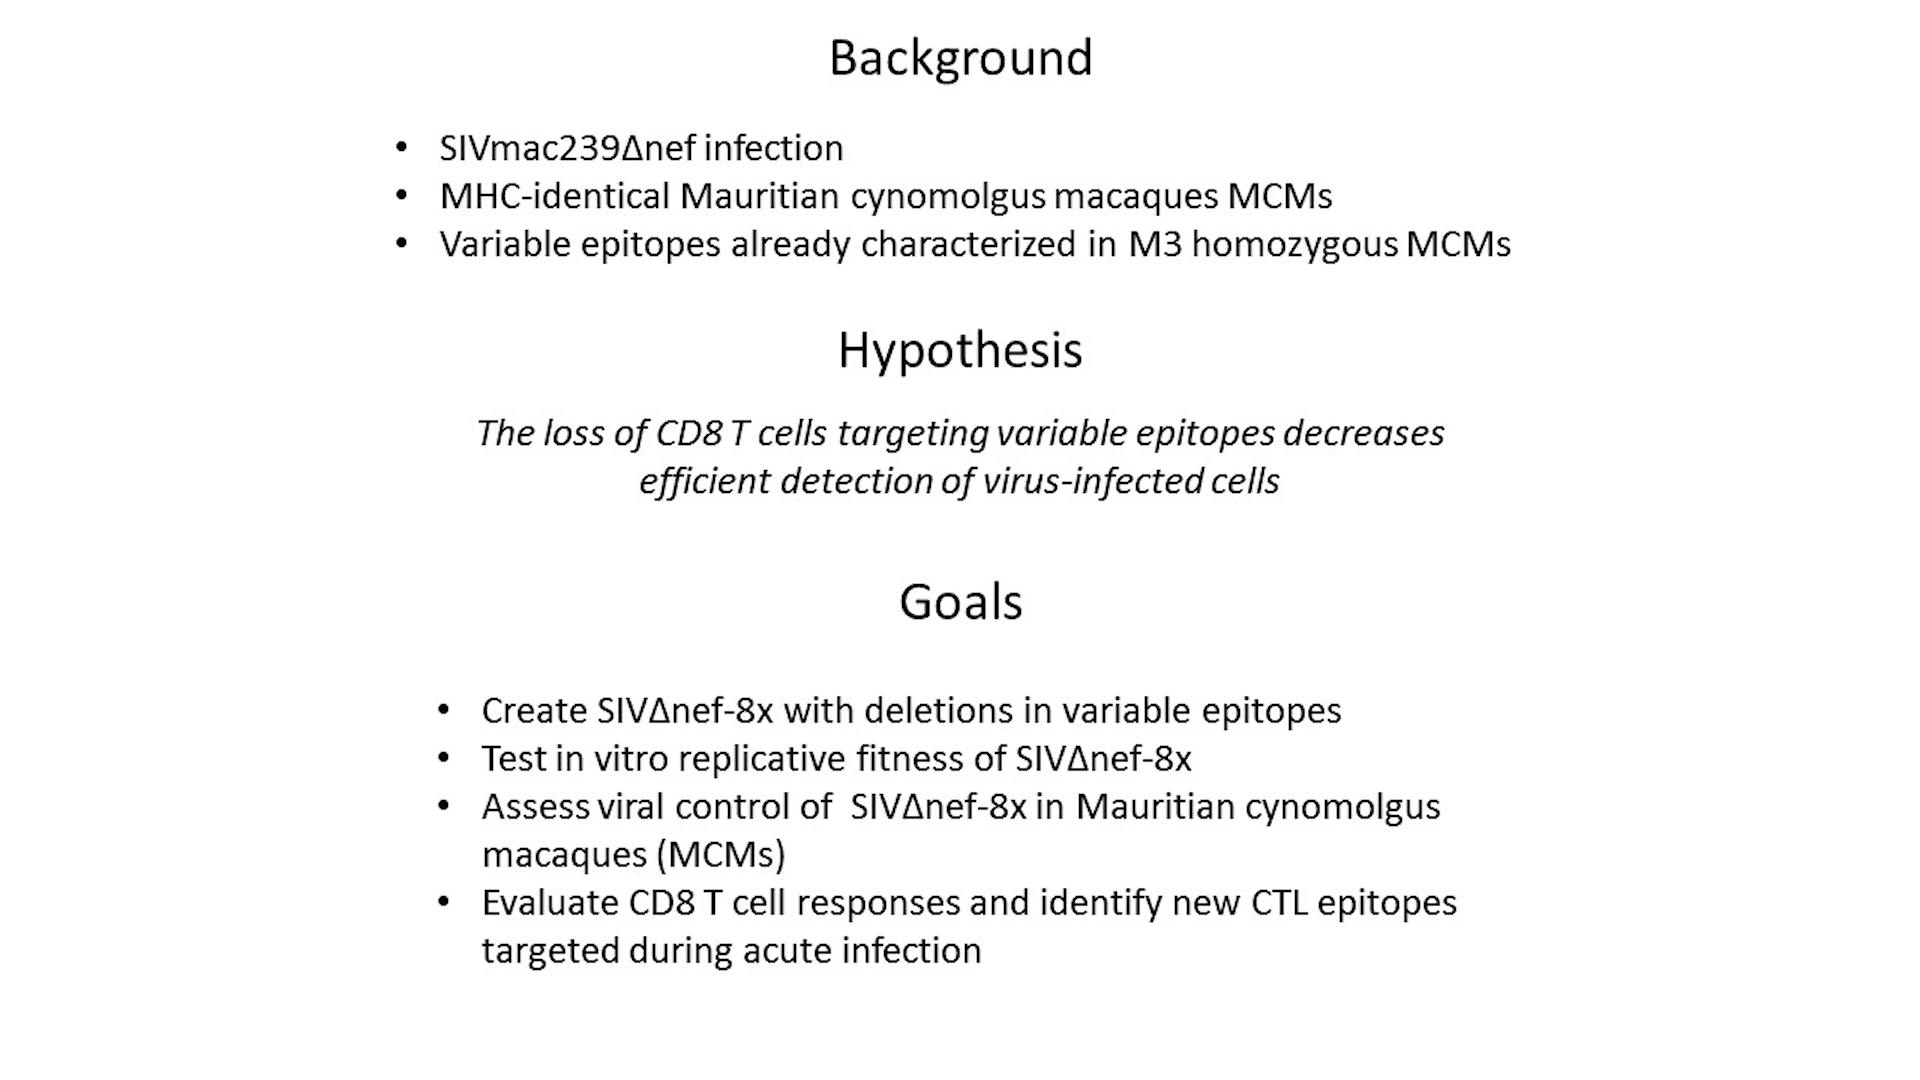 Background
• SIVmac239Δnef infection
• MHC-identical Mauritian cynomolgus macaques MCMs
• Variable epitopes already characterized in M3 homozygous MCMs
Hypothesis
The loss of CD8 T cells targeting variable epitopes decreases
efficient detection of virus-infected cells
Goals
• Create SIVΔnef-8x with deletions in variable epitopes
• Test in vitro replicative fitness of SIVΔnef-8x
• Assess viral control of SIVΔnef-8x in Mauritian cynomolgus
macaques (MCMs)
• Evaluate CD8 T cell responses and identify new CTL epitopes
targeted during acute infection